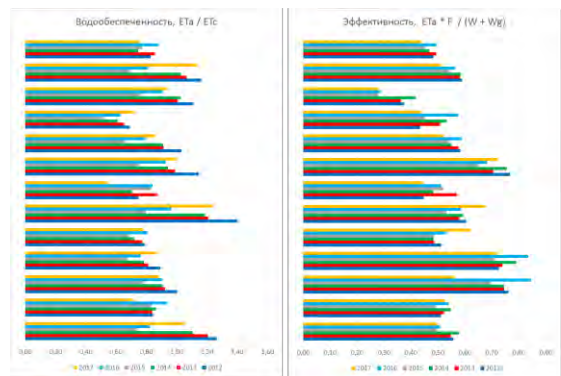 Водообеспеченность, ETa / ETc
0,00 0,20 0,40 0,60 0,80 1,00 1,20 1,40 1,60
2017 2016 2015 2014 2013 2012
Эффективность, ETa * F / (W + Wg)
0,00 0,10 0,20 0,30 0,40 0,50 0,60 0,70 0,80 0,90
2016 2015